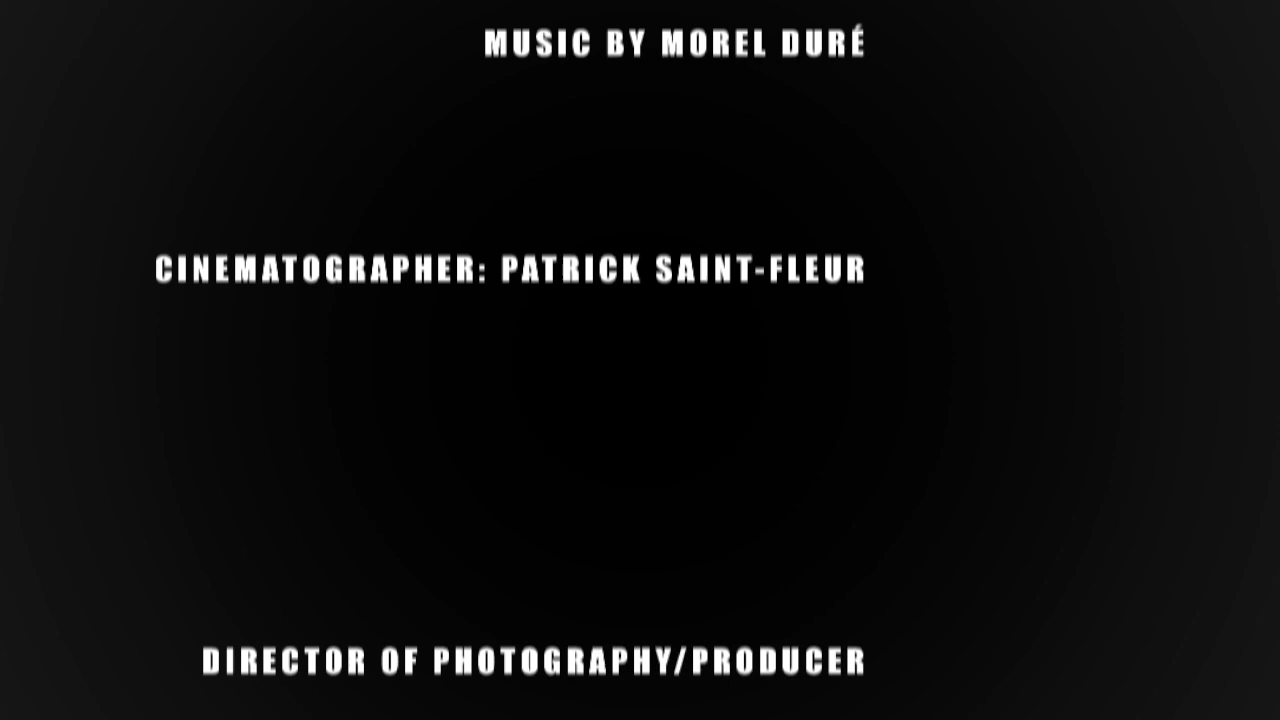 MUSIC BY MOREL DURÉ
CINEMATOGRAPHER: PATRICK SAINT-FLEUR
DIRECTOR OF PHOTOGRAPHY/PRODUCER